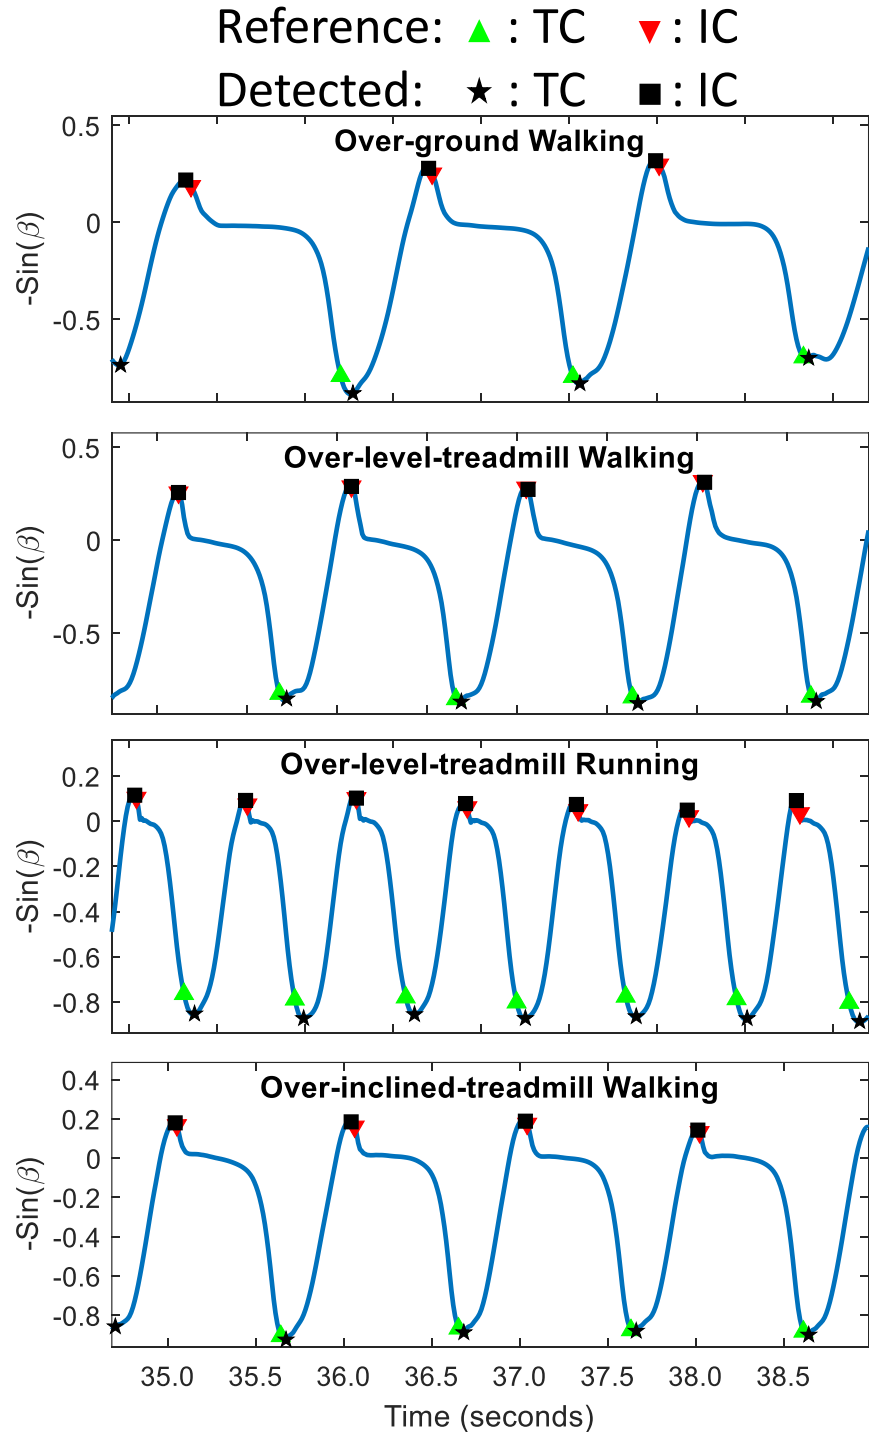 Reference: ▲ : TC ▼ : IC
Detected: ★ : TC ■ : IC
Over-ground Walking
0.5
0
-0.5
-Sin(β)
Over-level-treadmill Walking
0.5
0
-0.5
-Sin(β)
Over-level-treadmill Running
0.2
0
-0.2
-0.4
-0.6
-0.8
-Sin(β)
Over-inclined-treadmill Walking
0.4
0.2
0
-0.2
-0.4
-0.6
-0.8
-Sin(β)
35.0 35.5 36.0 36.5 37.0 37.5 38.0 38.5
Time (seconds)